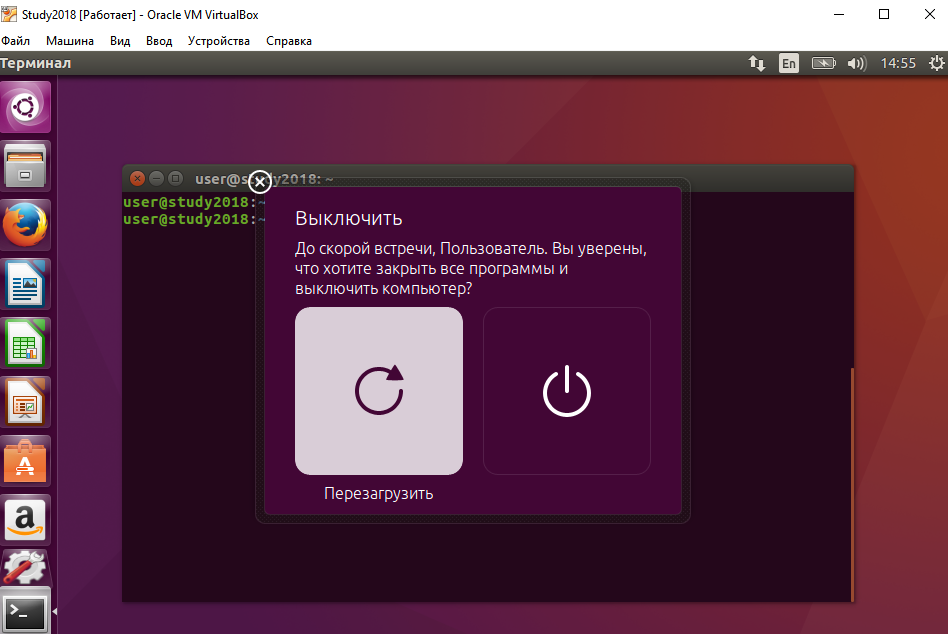 Study2018 [Работает] - Oracle VM VirtualBox
Файл Машина Вид Ввод Устройства Справка
Терминал En 14:55
user@study2018: ~
user@study2018:~
user@study2018:~
Выключить
До скорой встречи, Пользователь. Вы уверены,
что хотите закрыть все программы и
выключить компьютер?
Перезагрузить